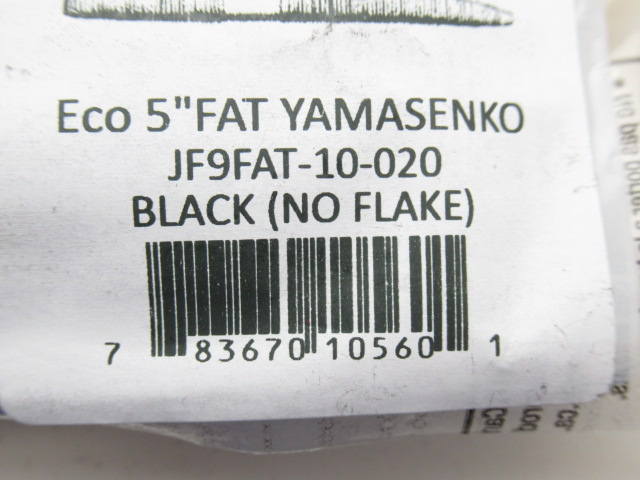 Eco 5"FAT YAMASENKO
JF9FAT-10-020
BLACK (NO FLAKE)
7 83670 10560 1